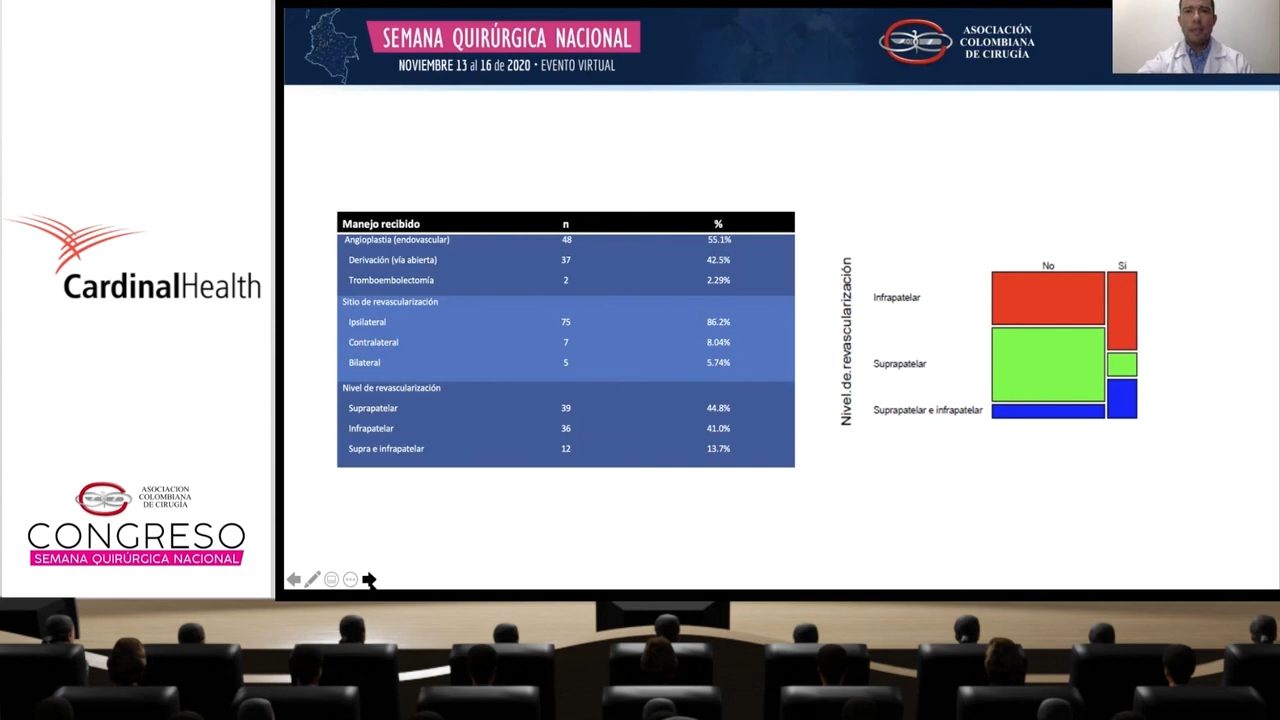 SEMANA QUIRÚRGICA NACIONAL
NOVIEMBRE 13 al 16 de 2020 • EVENTO VIRTUAL
ASOCIACIÓN
COLOMBIANA
DE CIRUGÍA
CardinalHealth
ASOCIACION
COLOMBIANA
DE CIRUGÍA
CONGRESO
SEMANA QUIRÚRGICA NACIONAL
Manejo recibido n %
Angioplastia (endovascular) 48 55.1%
Derivación (vía abierta) 37 42.5%
Tromboembolectomía 2 2.29%
Sitio de revascularización
Ipsilateral 75 86.2%
Contralateral 7 8.04%
Bilateral 5 5.74%
Nivel de revascularización
Suprapatelar 39 44.8%
Infrapatelar 36 41.0%
Supra e infrapatelar 12 13.7%
Nivel.de.revascularización
No Si
Infrapatelar
Suprapatelar
Suprapatelar e infrapatelar